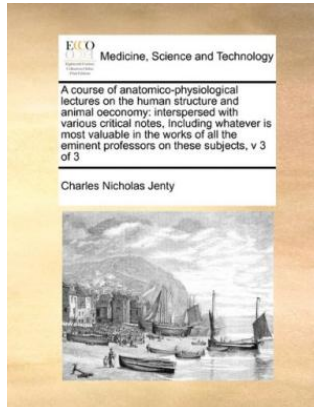 ECCO
Medicine, Science and Technology
A course of anatomico-physiological
lectures on the human structure and
animal oeconomy: interspersed with
various critical notes, Including whatever is
most valuable in the works of all the
eminent professors on these subjects, v 3
of 3
Charles Nicholas Jenty